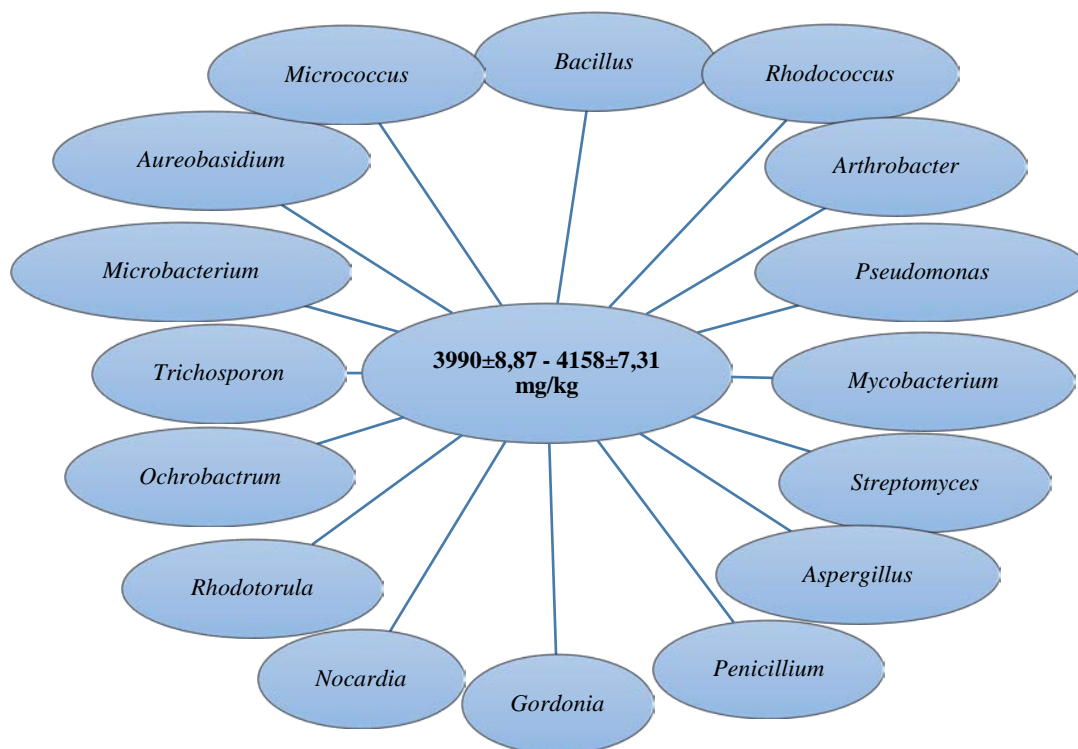 Micrococcus
Bacillus
Rhodococcus
Aureobasidium
Arthrobacter
Microbacterium
Pseudomonas
3990±8,87 - 4158±7,31
mg/kg
Trichosporon
Mycobacterium
Ochrobactrum
Streptomyces
Rhodotorula
Aspergillus
Nocardia
Gordonia
Penicillium